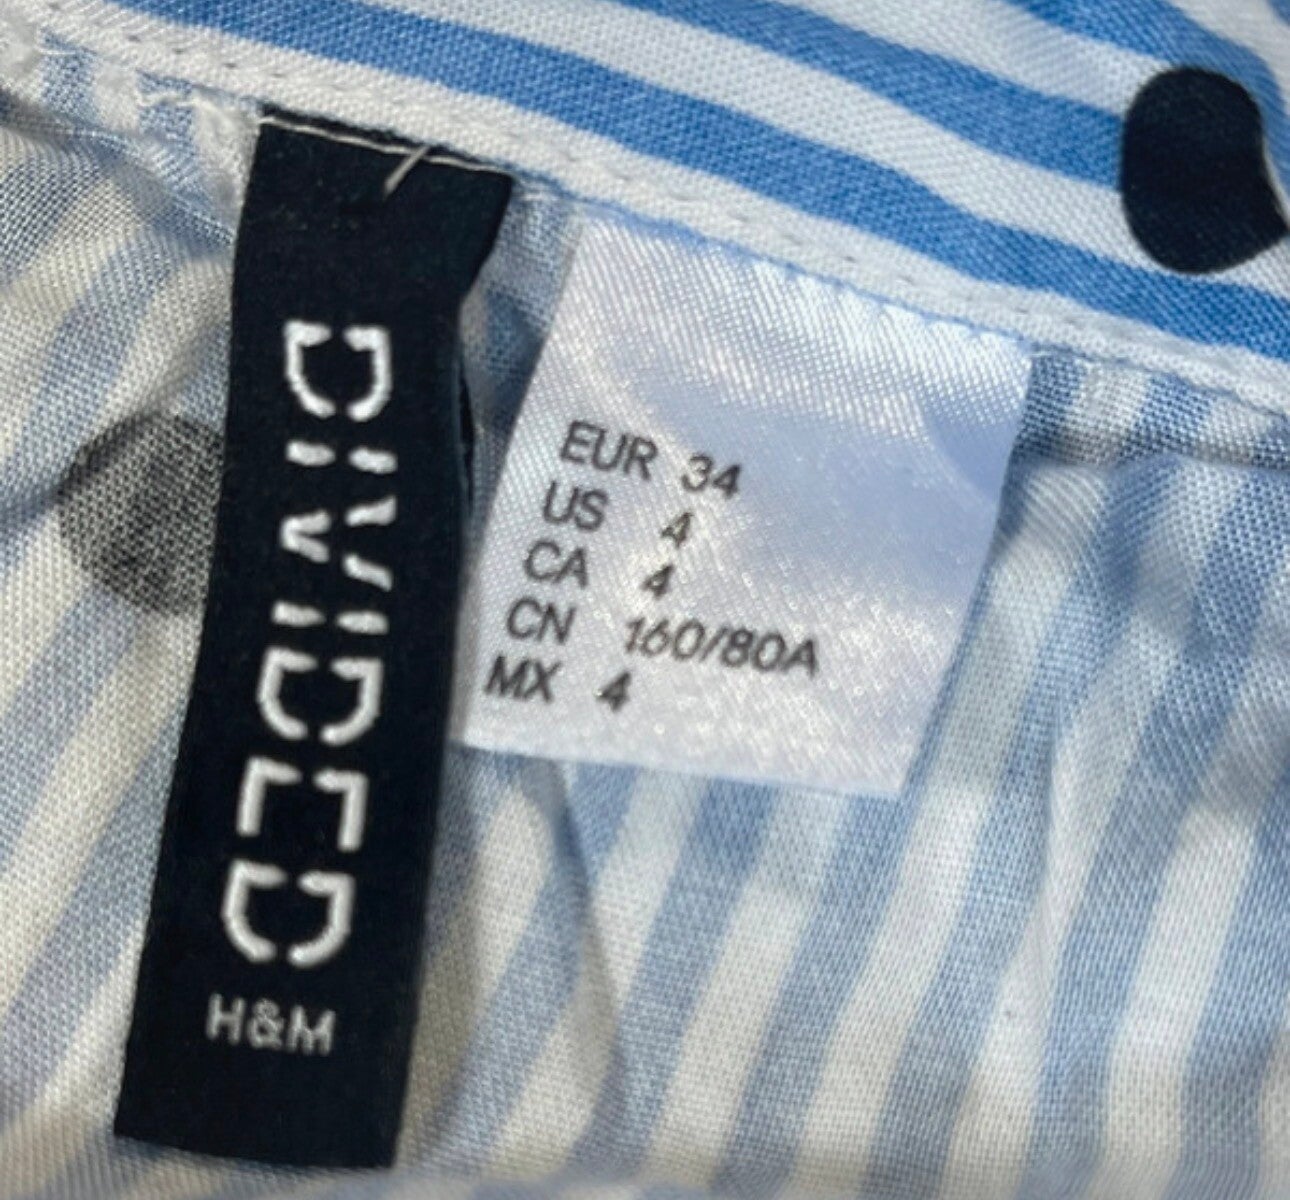 DIVIDED
H&M
EUR 34
US 4
CA 4
CN 160/80A
MX 4